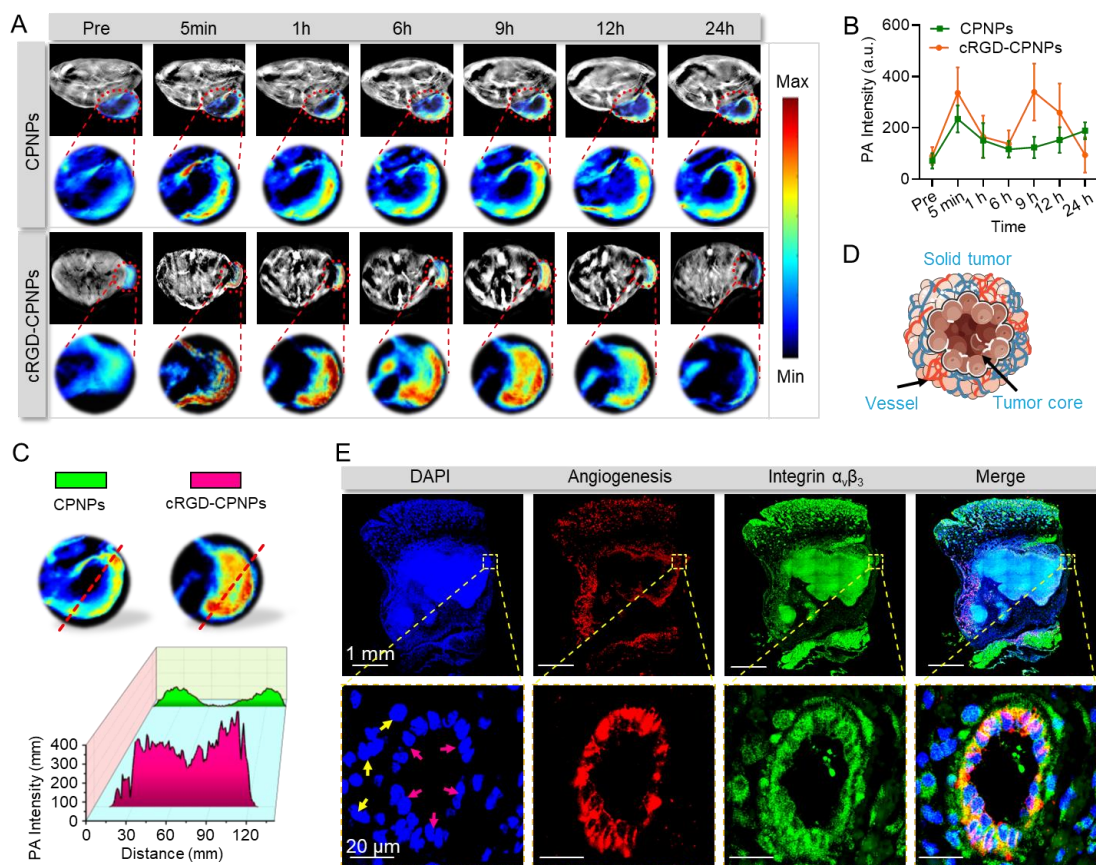 A
Pre 5min 1h 6h 9h 12h 24h
CPNPs
cRGD-CPNPs
Max
Min
B
CPNPs
cRGD-CPNPs
PA Intensity (a.u.)
600
400
200
0
Pre 5 min 1 h 6 h 9 h 12 h 24 h
Time
D
Solid tumor
Vessel Tumor core
C
CPNPs cRGD-CPNPs
PA Intensity (mm)
400
300
200
100
0
0 30 60 90 120
Distance (mm)
E
DAPI Angiogenesis Integrin αᵥβ₃ Merge
1 mm
20 μm